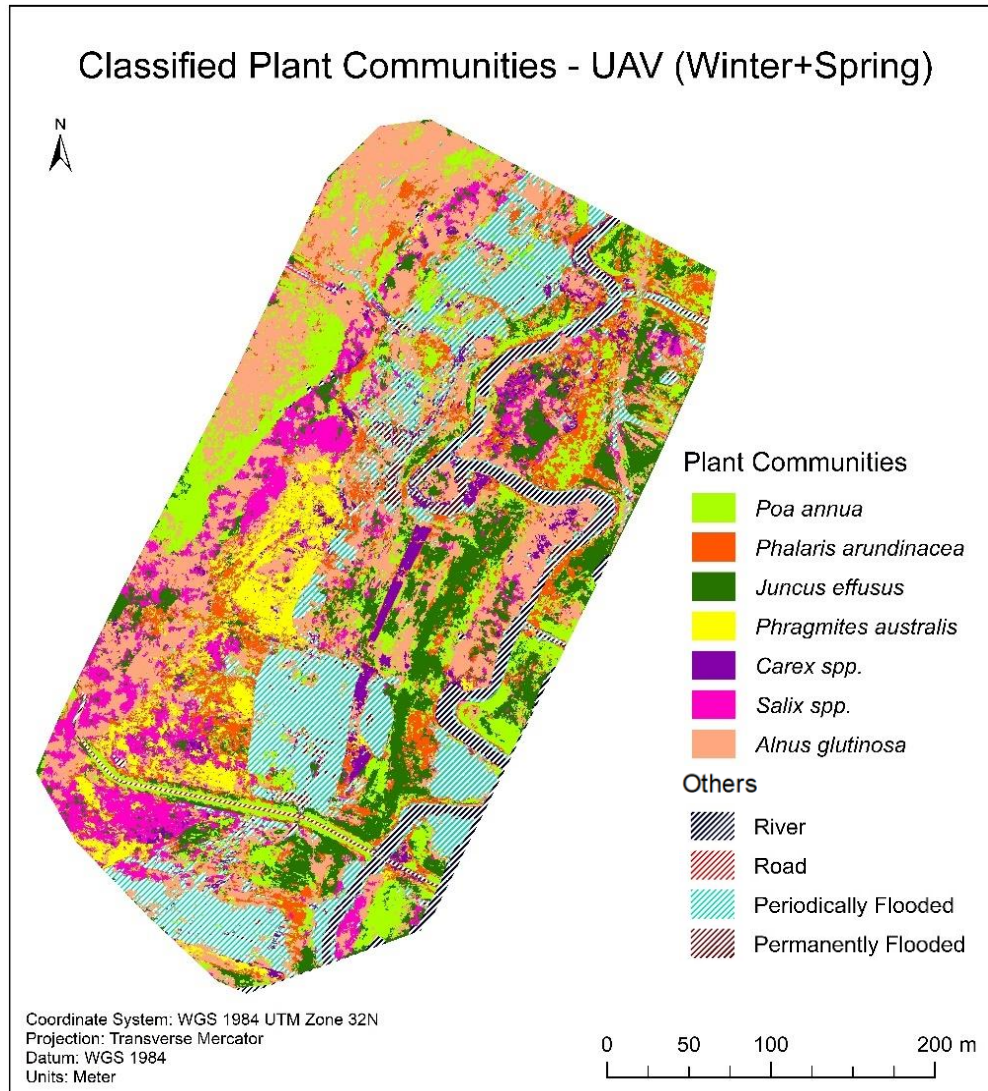 Classified Plant Communities - UAV (Winter+Spring)
N
Plant Communities
Poa annua
Phalaris arundinacea
Juncus effusus
Phragmites australis
Carex spp.
Salix spp.
Alnus glutinosa
Others
River
Road
Periodically Flooded
Permanently Flooded
Coordinate System: WGS 1984 UTM Zone 32N
Projection: Transverse Mercator
Datum: WGS 1984
Units: Meter
0 50 100 200 m